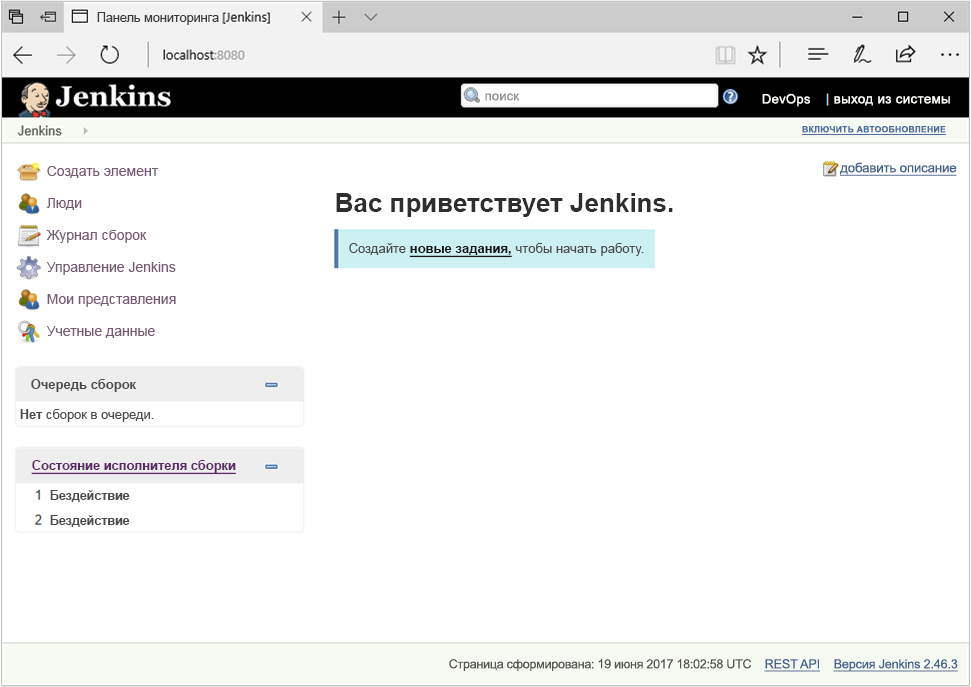 Панель мониторинга [Jenkins]
localhost:8080
Jenkins
поиск
DevOps
| выход из системы
Jenkins
ВКЛЮЧИТЬ АВТООБНОВЛЕНИЕ
Создать элемент
Люди
Журнал сборок
Управление Jenkins
Мои представления
Учетные данные
Очередь сборок
Нет сборок в очереди.
Состояние исполнителя сборки
1 Бездействие
2 Бездействие
добавить описание
Вас приветствует Jenkins.
Создайте новые задания, чтобы начать работу.
Страница сформирована: 19 июня 2017 18:02:58 UTC REST API Версия Jenkins 2.46.3